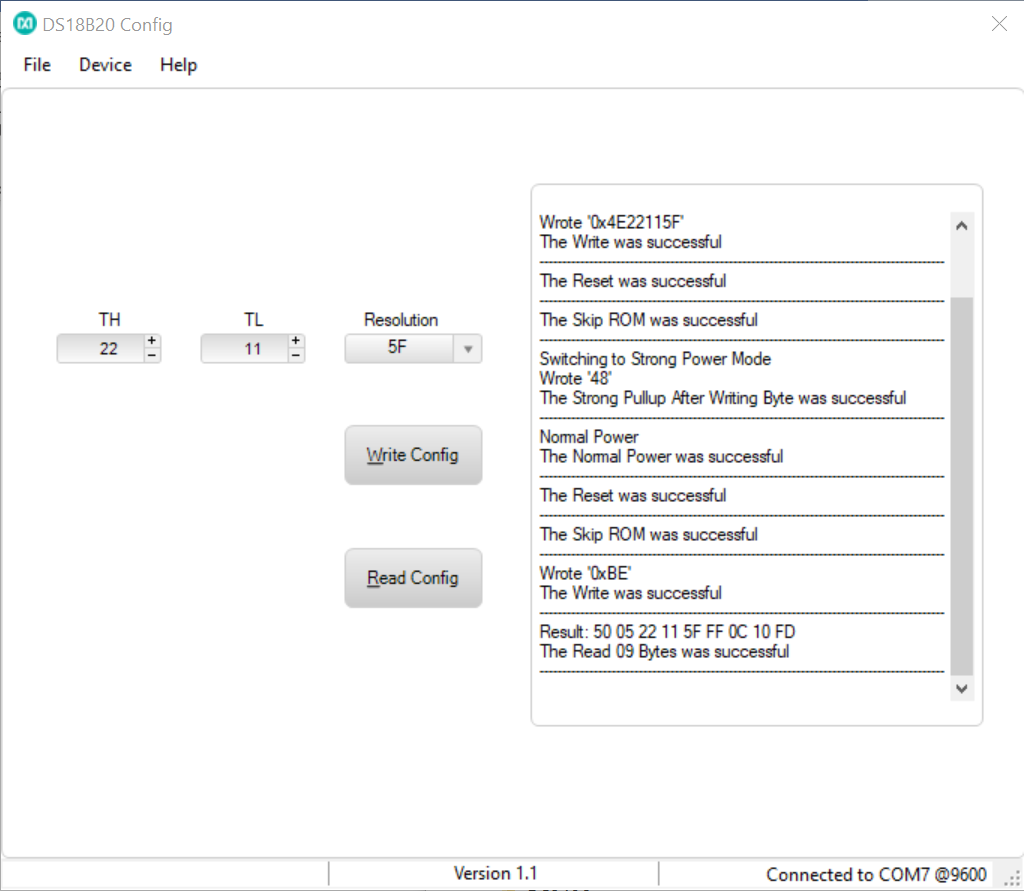 DS18B20 Config
File Device Help
TH TL Resolution
22 11 5F
Write Config
Read Config
Wrote '0x4E22115F'
The Write was successful
The Reset was successful
The Skip ROM was successful
Switching to Strong Power Mode
Wrote '48'
The Strong Pullup After Writing Byte was successful
Normal Power
The Normal Power was successful
The Reset was successful
The Skip ROM was successful
Wrote '0xBE'
The Write was successful
Result: 50 05 22 11 5F FF 0C 10 FD
The Read 09 Bytes was successful
Version 1.1 Connected to COM7 @9600